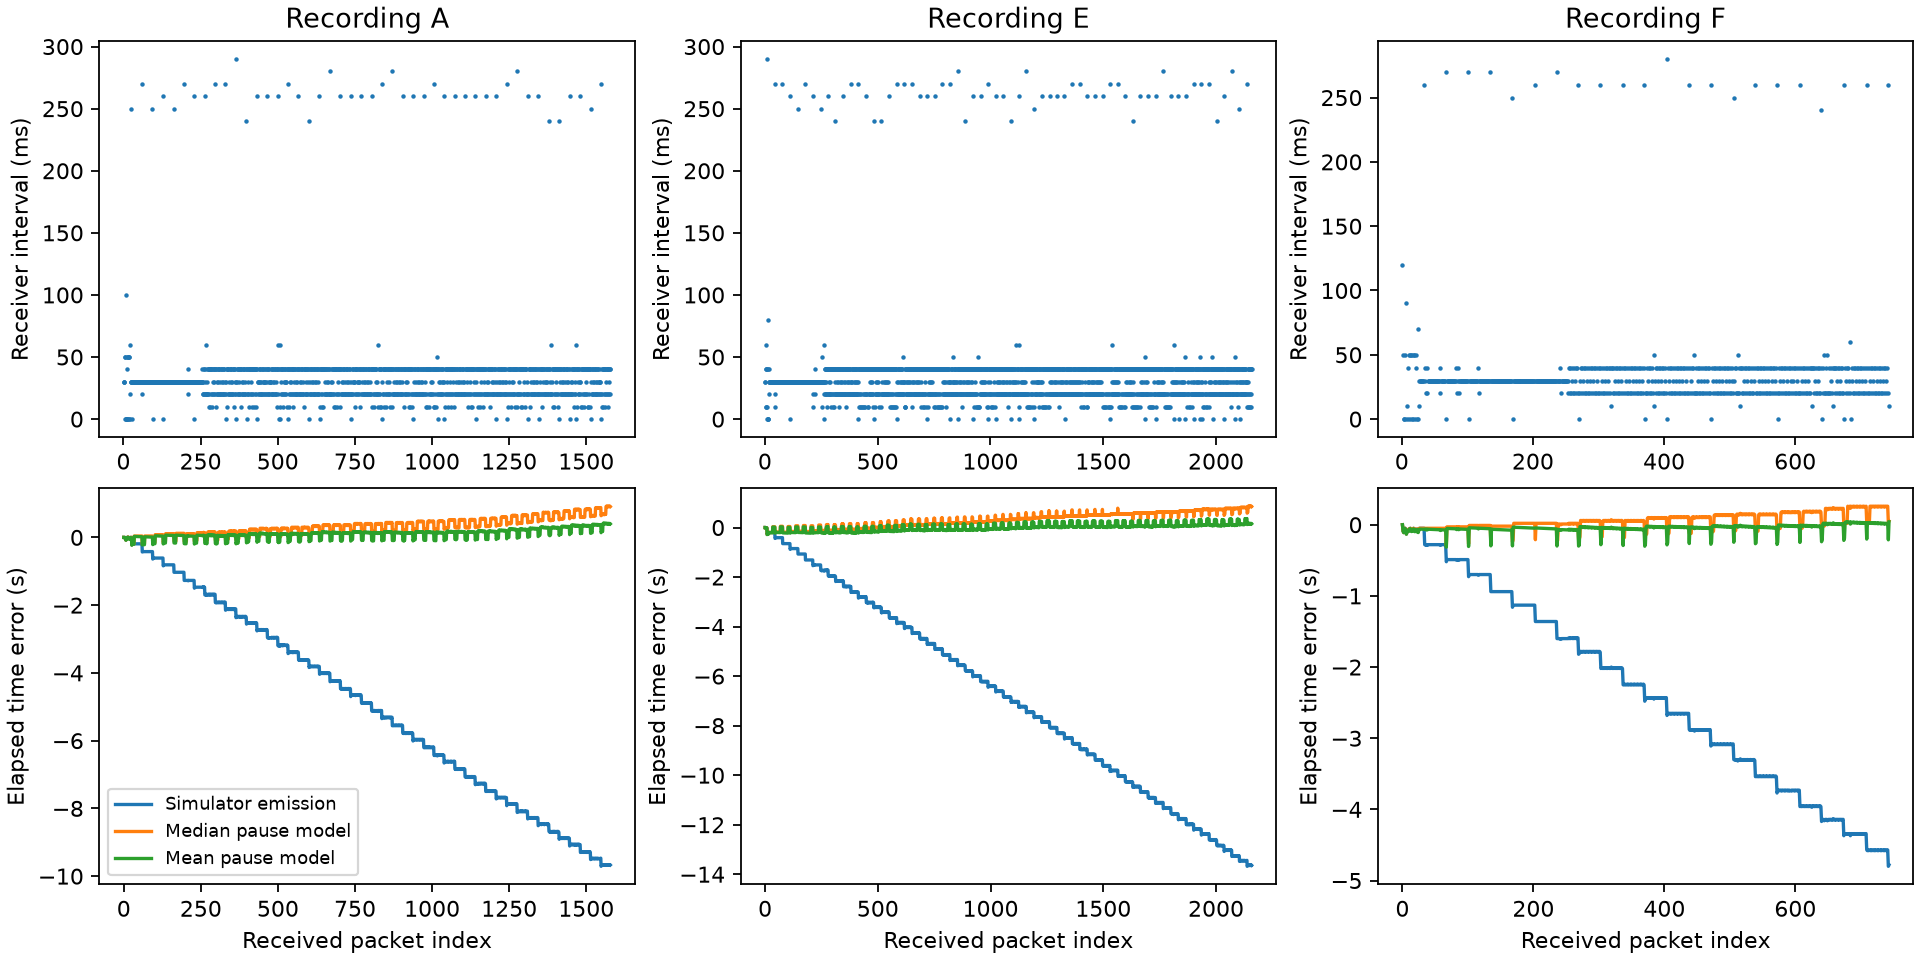 Recording A
Recording E
Recording F
Receiver interval (ms)
300
250
200
150
100
50
0
0 250 500 750 1000 1250 1500
Receiver interval (ms)
300
250
200
150
100
50
0
0 500 1000 1500 2000
Receiver interval (ms)
250
200
150
100
50
0
0 200 400 600
Elapsed time error (s)
0
−2
−4
−6
−8
−10
Simulator emission
Median pause model
Mean pause model
0 250 500 750 1000 1250 1500
Received packet index
Elapsed time error (s)
0
−2
−4
−6
−8
−10
−12
−14
0 500 1000 1500 2000
Received packet index
Elapsed time error (s)
0
−1
−2
−3
−4
−5
0 200 400 600
Received packet index